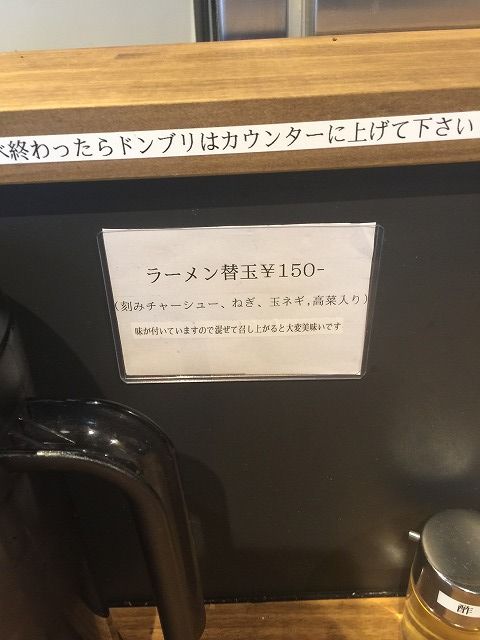 べ終わったらドンブリはカウンターに上げて下さい
ラーメン替玉￥150-
(刻みチャーシュー、ねぎ、玉ネギ,高菜入り)
味が付いていますので混ぜて召し上がると大変美味いです
酢